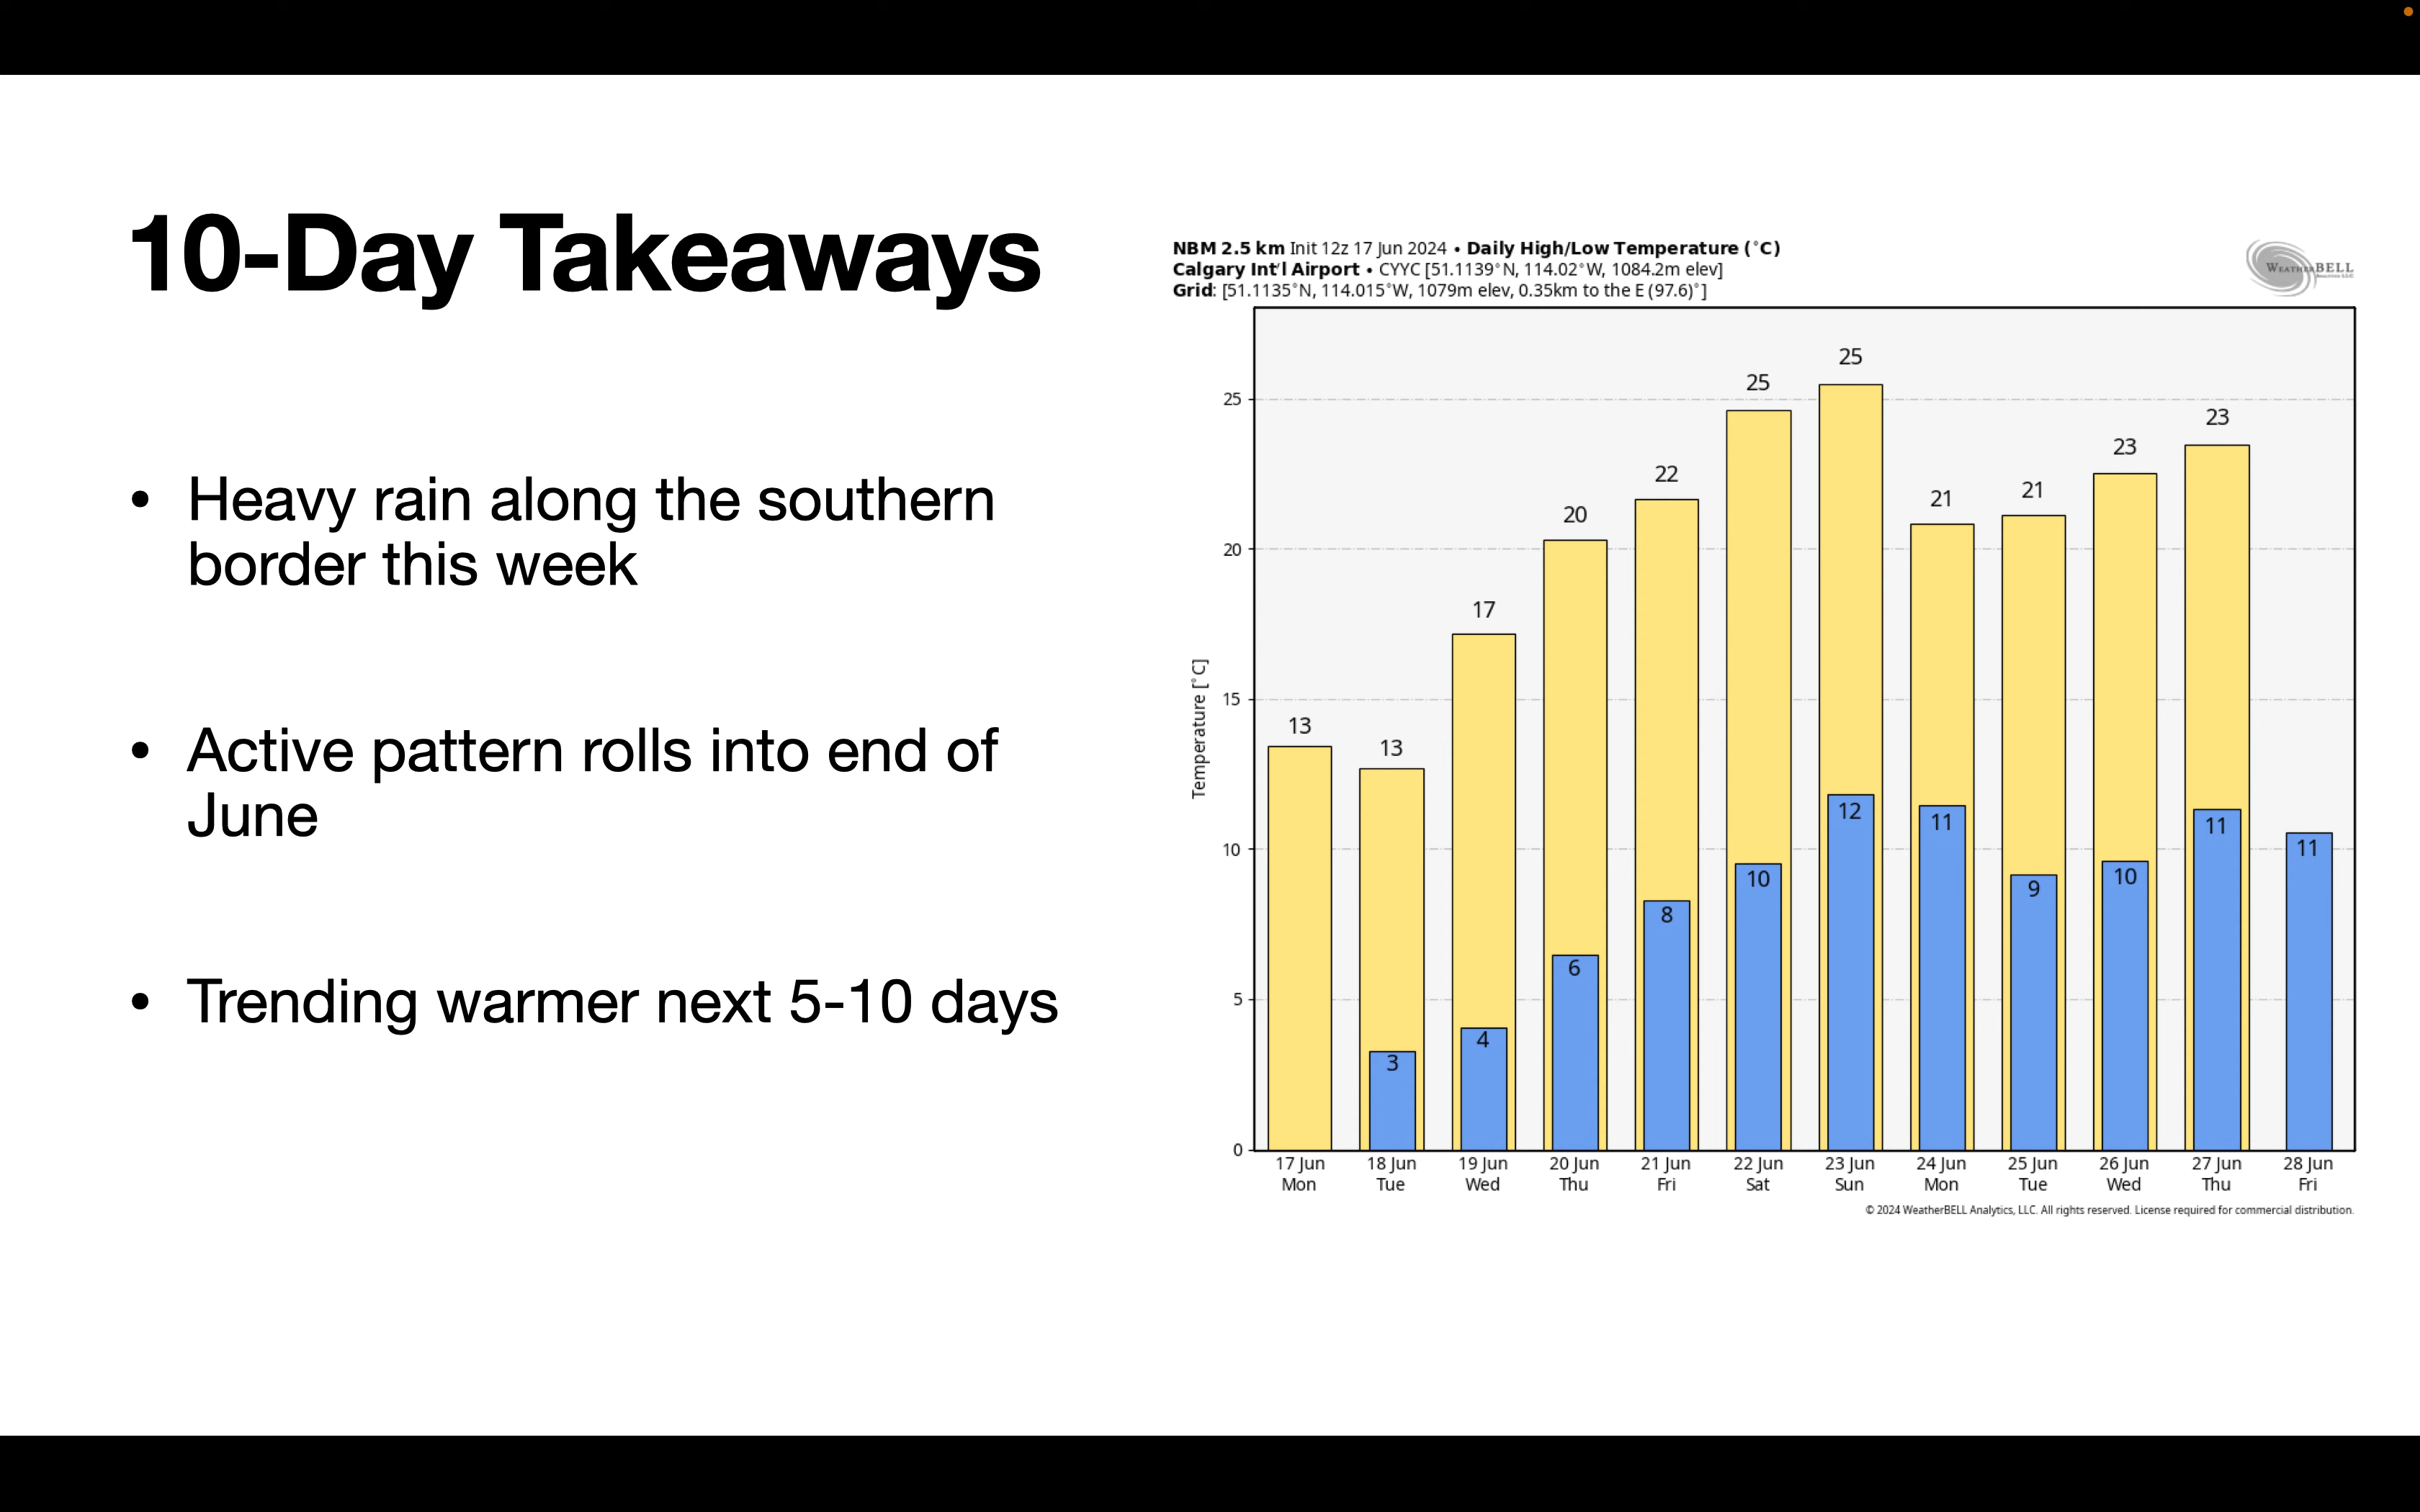 10-Day Takeaways
• Heavy rain along the southern
border this week
• Active pattern rolls into end of
June
• Trending warmer next 5-10 days
NBM 2.5 km Init 12z 17 Jun 2024 • Daily High/Low Temperature (°C)
Calgary Int'l Airport • CYYC [51.1139°N, 114.02°W, 1084.2m elev]
Grid: [51.1135°N, 114.015°W, 1079m elev, 0.35km to the E (97.6)°]
WEATHERBELL
Analytics LLC
Temperature [°C]
25
20
15
10
5
0
13 13 17 20 22 25 25 21 21 23 23
3 4 6 8 10 12 11 9 10 11 11
17 Jun 18 Jun 19 Jun 20 Jun 21 Jun 22 Jun 23 Jun 24 Jun 25 Jun 26 Jun 27 Jun 28 Jun
Mon Tue Wed Thu Fri Sat Sun Mon Tue Wed Thu Fri
© 2024 WeatherBELL Analytics, LLC. All rights reserved. License required for commercial distribution.